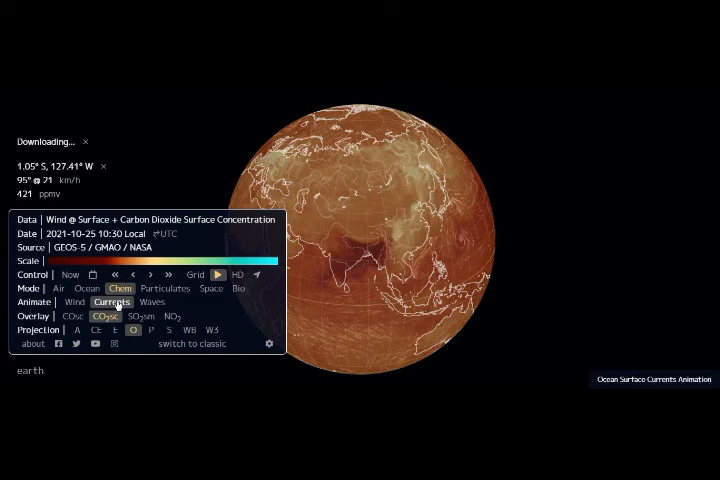 Downloading... ×
1.05° S, 127.41° W ×
95° @ 21 km/h
421 ppmv
Data | Wind @ Surface + Carbon Dioxide Surface Concentration
Date | 2021-10-25 10:30 Local ⇄UTC
Source | GEOS-5 / GMAO / NASA
Scale |
Control | Now « ‹ › » Grid ▶ HD
Mode | Air Ocean Chem Particulates Space Bio
Animate | Wind Currents Waves
Overlay | COsc CO₂sc SO₂sm NO₂
Projection | A CE E O P S WB W3
about switch to classic
earth
Ocean Surface Currents Animation